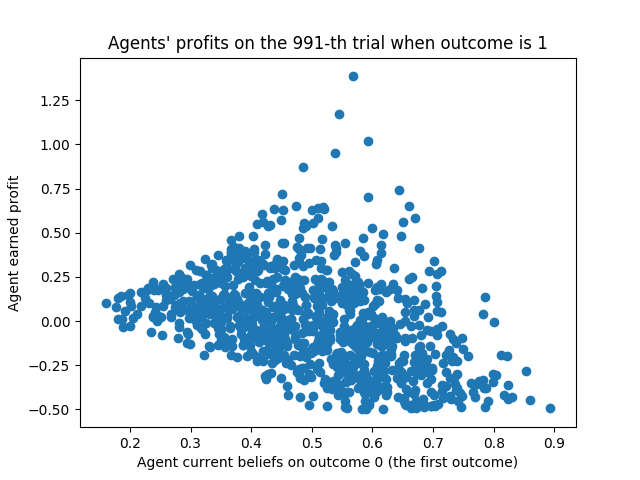 Agents' profits on the 991-th trial when outcome is 1
Agent earned profit
1.25
1.00
0.75
0.50
0.25
0.00
−0.25
−0.50
0.2 0.3 0.4 0.5 0.6 0.7 0.8 0.9
Agent current beliefs on outcome 0 (the first outcome)